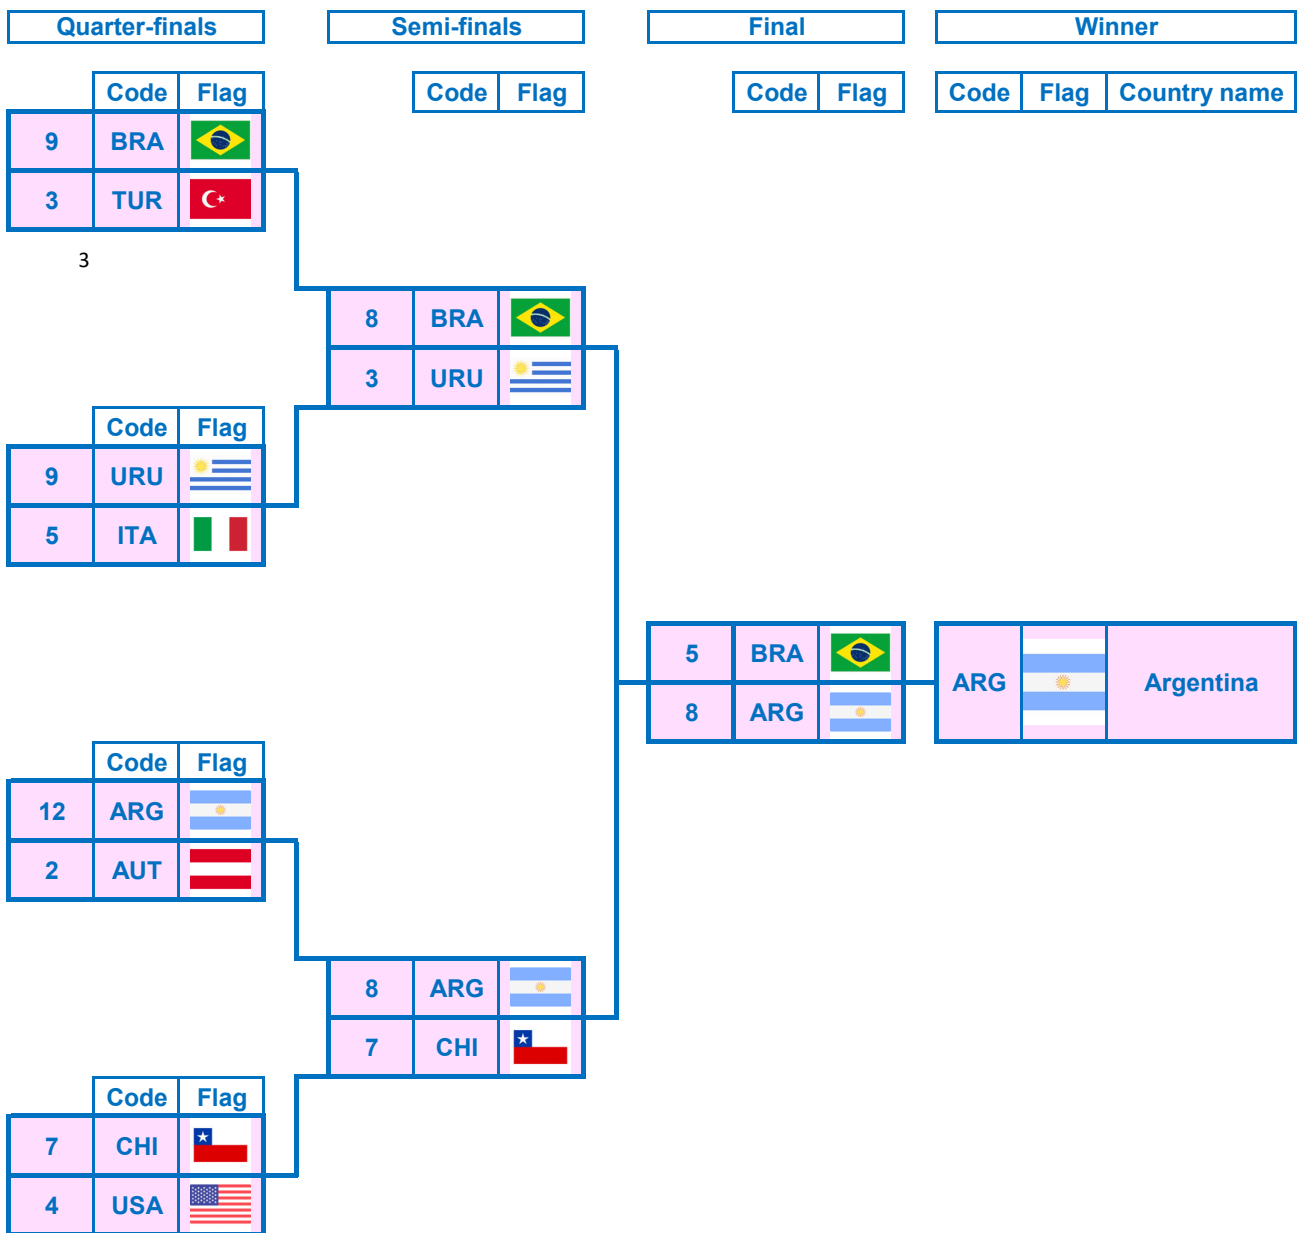 Quarter-finals Semi-finals Final Winner
Code Flag Code Flag Code Flag Code Flag Country name
9 BRA
3 TUR
3
8 BRA
3 URU
Code Flag
9 URU
5 ITA
5 BRA
ARG Argentina
8 ARG
Code Flag
12 ARG
2 AUT
8 ARG
7 CHI
Code Flag
7 CHI
4 USA